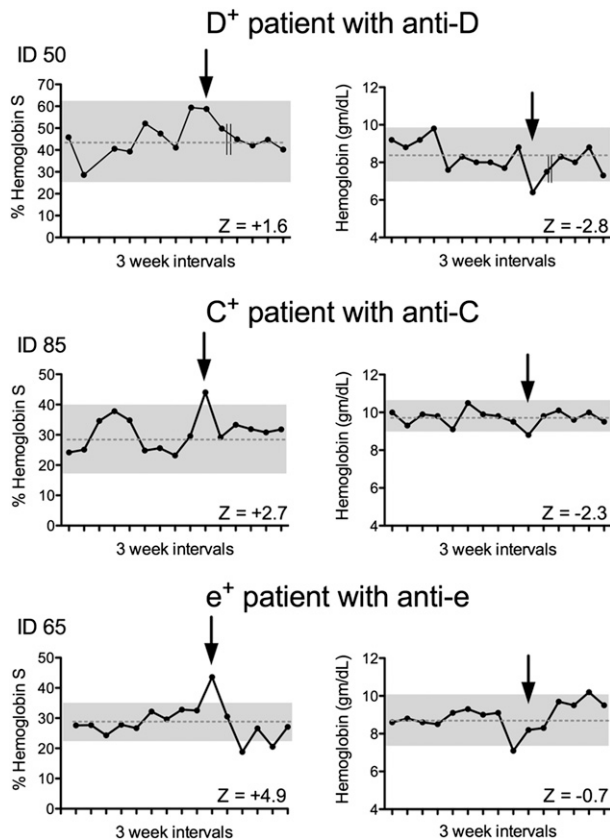 D+ patient with anti-D
ID 50
% Hemoglobin S
70
60
50
40
30
20
10
0
Z = +1.6
3 week intervals
Hemoglobin (gm/dL)
12
10
8
6
4
Z = -2.8
3 week intervals
C+ patient with anti-C
ID 85
% Hemoglobin S
50
40
30
20
10
0
Z = +2.7
3 week intervals
Hemoglobin (gm/dL)
12
10
8
6
4
Z = -2.3
3 week intervals
e+ patient with anti-e
ID 65
% Hemoglobin S
50
40
30
20
10
0
Z = +4.9
3 week intervals
Hemoglobin (gm/dL)
12
10
8
6
4
Z = -0.7
3 week intervals